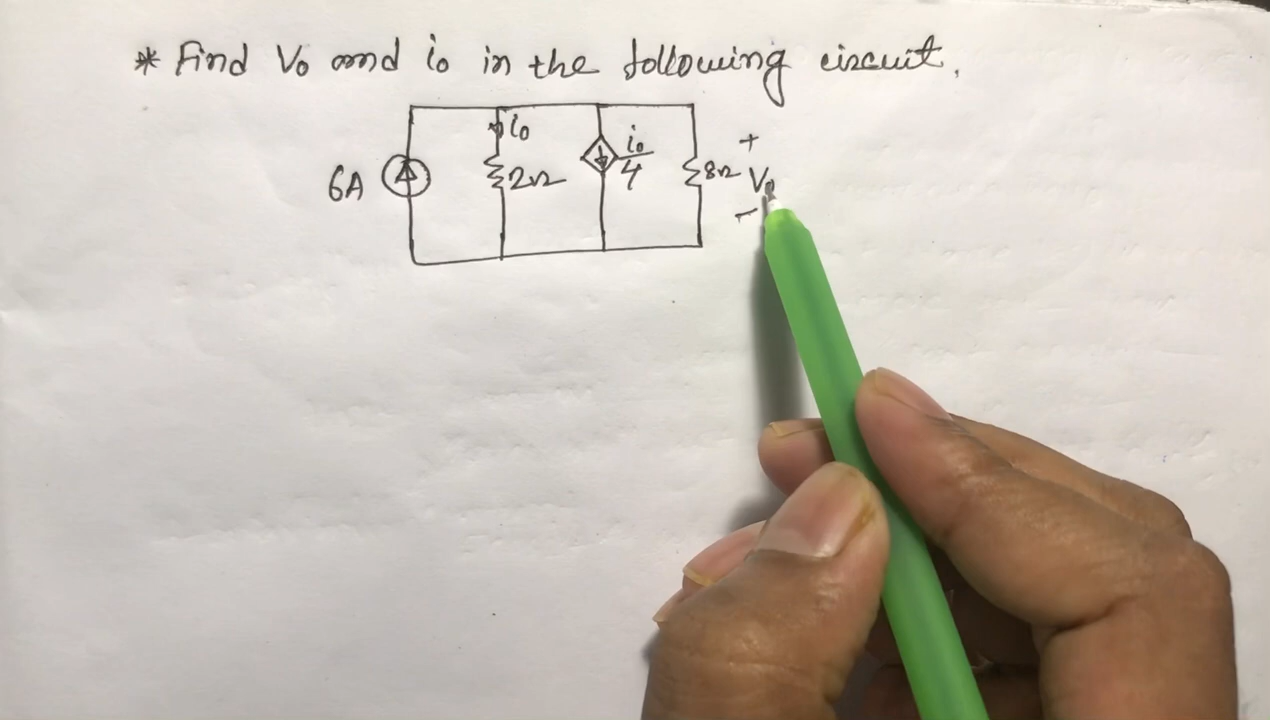 * Find Vo and io in the following circuit.
io
io/4
6A
2Ω
8Ω
+
Vo
-